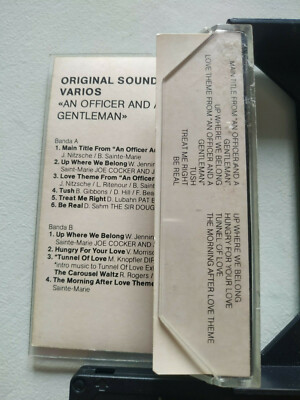 ORIGINAL SOUND
VARIOS
«AN OFFICER AND A
GENTLEMAN»
Banda A
1. Main Title From "An Officer An
J. Nitzsche / B. Sainte-Marie
2. Up Where We Belong W. Jennin
Sainte-Marie JOE COCKER AND
3. Love Theme From "An Officer
J. Nitzsche / L. Ritenour / B. Sain
4. Tush B. Gibbons / D. Hill / F. Bea
5. Treat Me Right D. Lubahn PAT B
6. Be Real D. Sahm THE SIR DOUG
Banda B
1. Up Where We Belong W. Jennin
Sainte-Marie JOE COCKER AND J
2. Hungry For Your Love V. Morriso
3. *Tunnel Of Love M. Knopfler DIR
*Intro music to Tunnel Of Love Ext
The Carousel Waltz R. Rogers /
4. The Morning After Love Theme
Sainte-Marie
MAIN TITLE FROM "AN OFFICER AND A
GENTLEMAN"
UP WHERE WE BELONG
LOVE THEME FROM "AN OFFICER AND A
GENTLEMAN"
TUSH
TREAT ME RIGHT
BE REAL
UP WHERE WE BELONG
HUNGRY FOR YOUR LOVE
TUNNEL OF LOVE
THE MORNING AFTER LOVE THEME